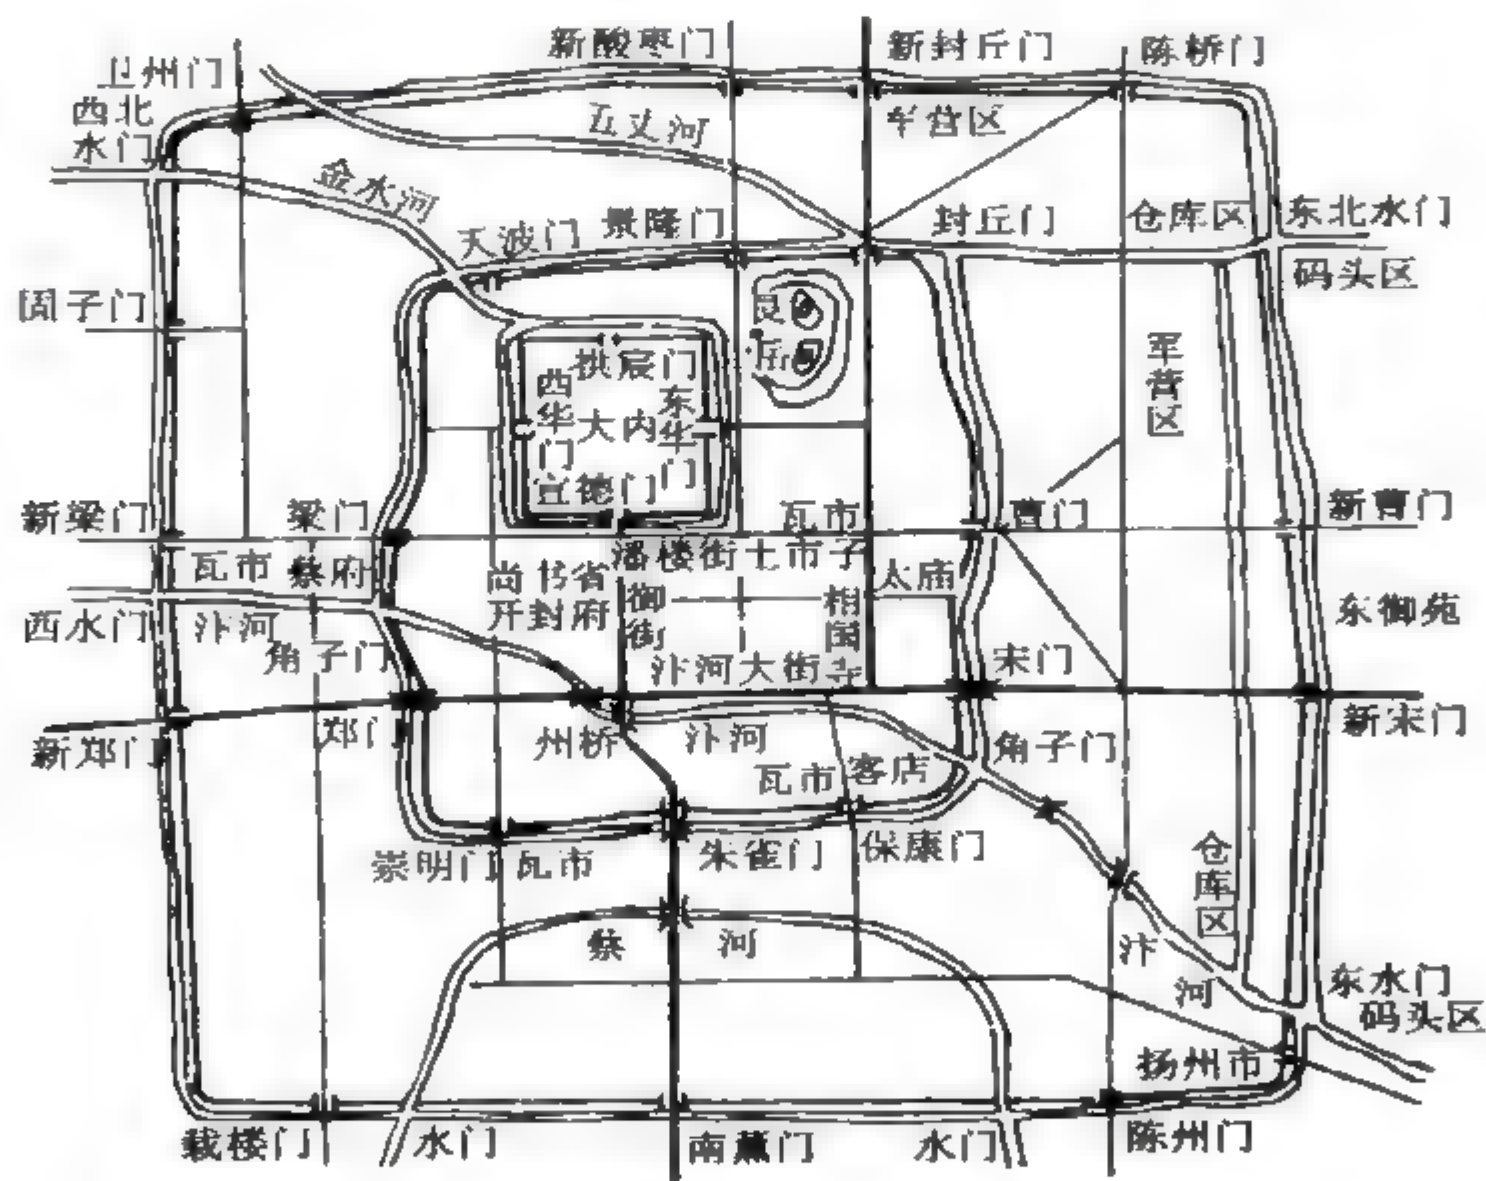 新酸枣门
新封丘门
陈桥门
卫州门
西北
水门
五丈河
军营区
金水河
天波门
景隆门
封丘门
仓库区
东北水门
码头区
固子门
艮
岳
拱宸门
西华门
大内
东华门
宣德门
军营区
新梁门
梁门
瓦市
曹门
新曹门
瓦市
蔡府
潘楼街七市子
尚书省
开封府
御街
太庙
相国寺
西水门
汴河
东御苑
角子门
汴河大街
宋门
新郑门
郑门
州桥
汴河
角子门
新宋门
瓦市
客店
崇明门
瓦市
朱雀门
保康门
仓库区
蔡河
汴河
东水门
码头区
扬州市
载楼门
水门
南薰门
水门
陈州门